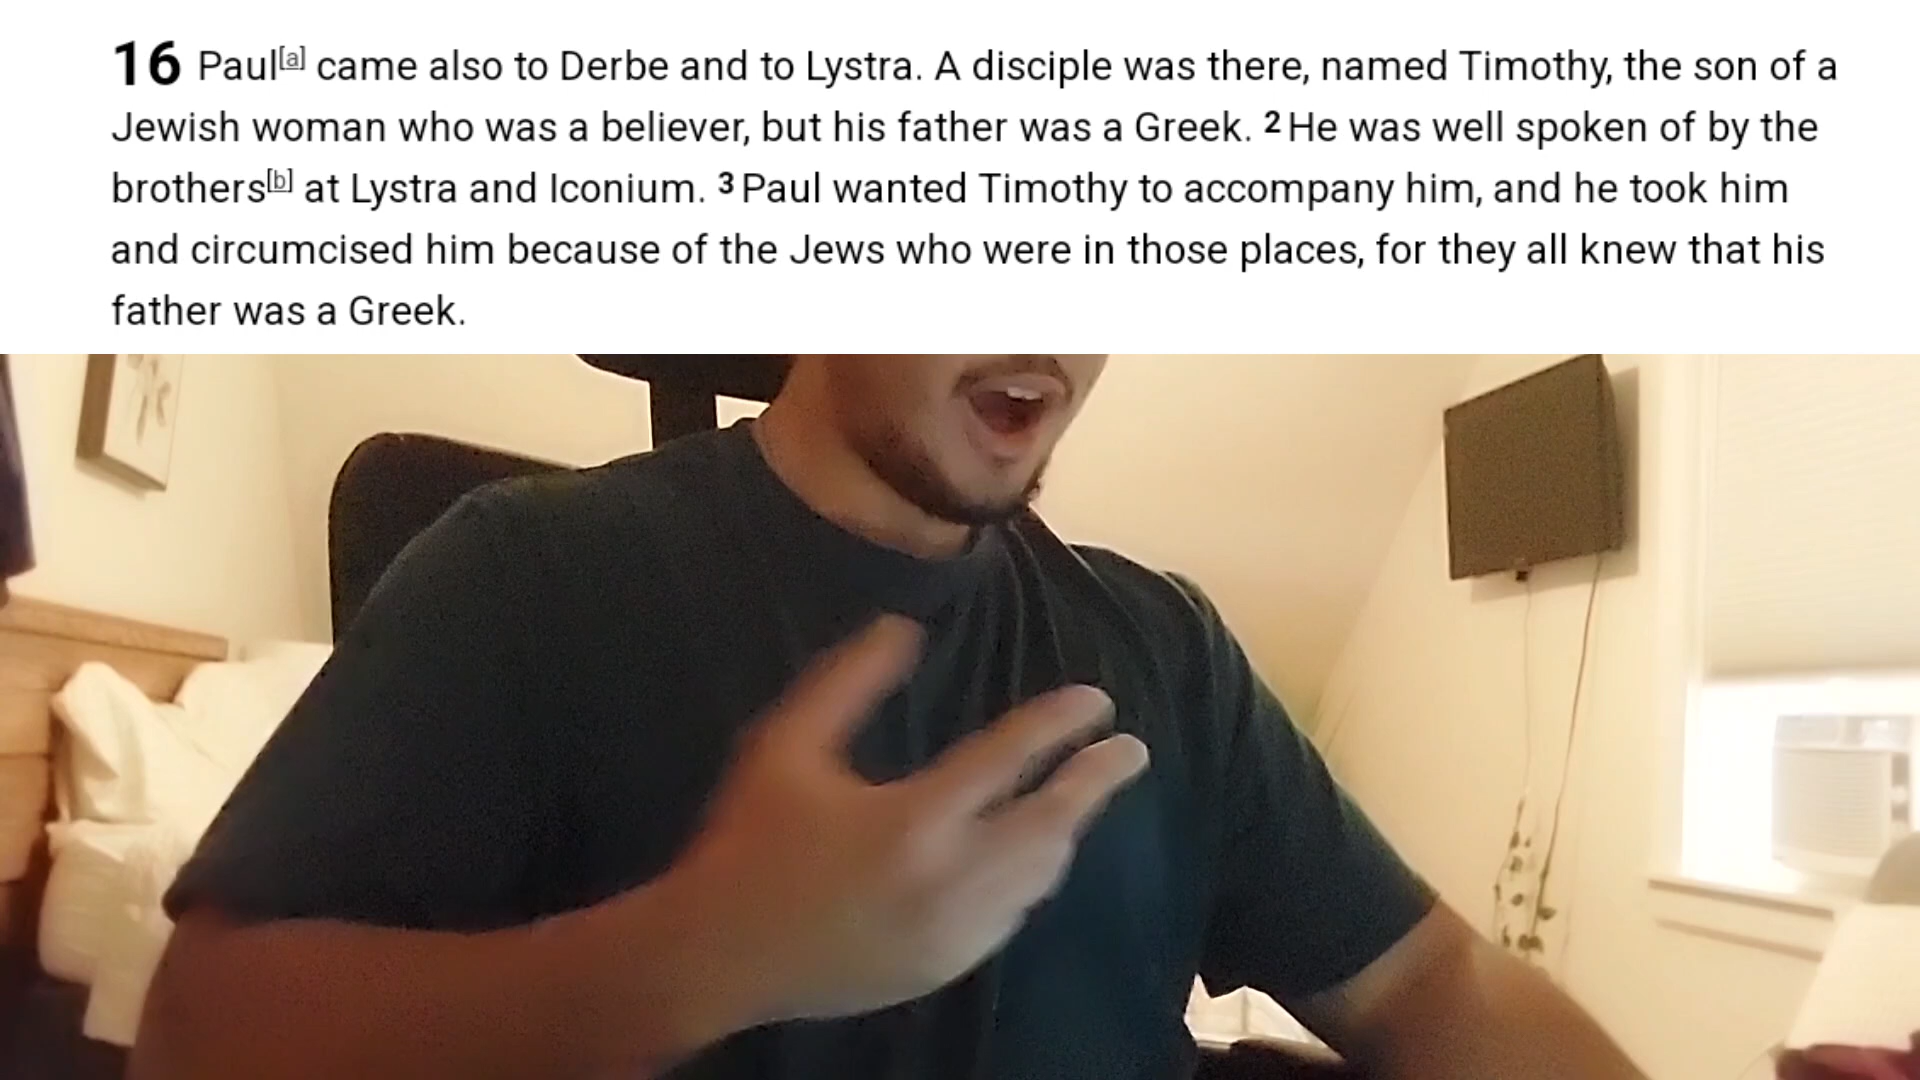 16 Paul[a] came also to Derbe and to Lystra. A disciple was there, named Timothy, the son of a
Jewish woman who was a believer, but his father was a Greek. 2 He was well spoken of by the
brothers[b] at Lystra and Iconium. 3 Paul wanted Timothy to accompany him, and he took him
and circumcised him because of the Jews who were in those places, for they all knew that his
father was a Greek.